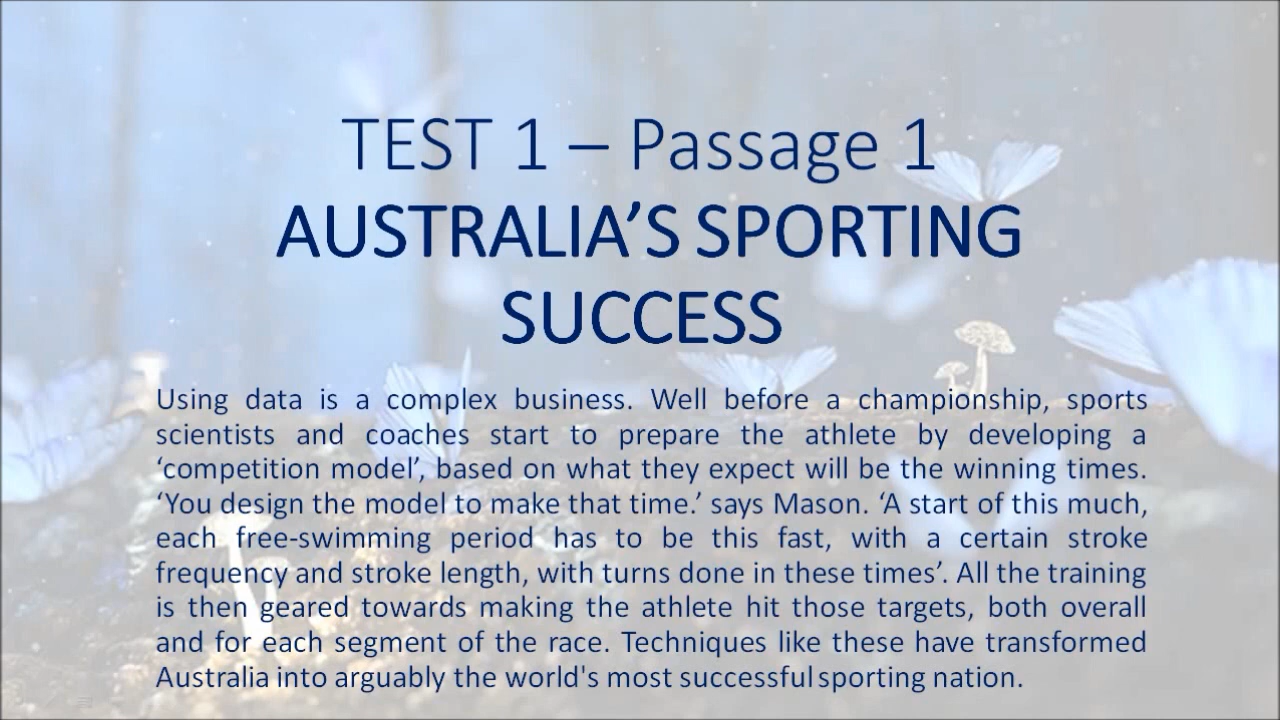 TEST 1 – Passage 1
AUSTRALIA’S SPORTING
SUCCESS
Using data is a complex business. Well before a championship, sports
scientists and coaches start to prepare the athlete by developing a
‘competition model’, based on what they expect will be the winning times.
‘You design the model to make that time.’ says Mason. ‘A start of this much,
each free-swimming period has to be this fast, with a certain stroke
frequency and stroke length, with turns done in these times’. All the training
is then geared towards making the athlete hit those targets, both overall
and for each segment of the race. Techniques like these have transformed
Australia into arguably the world's most successful sporting nation.